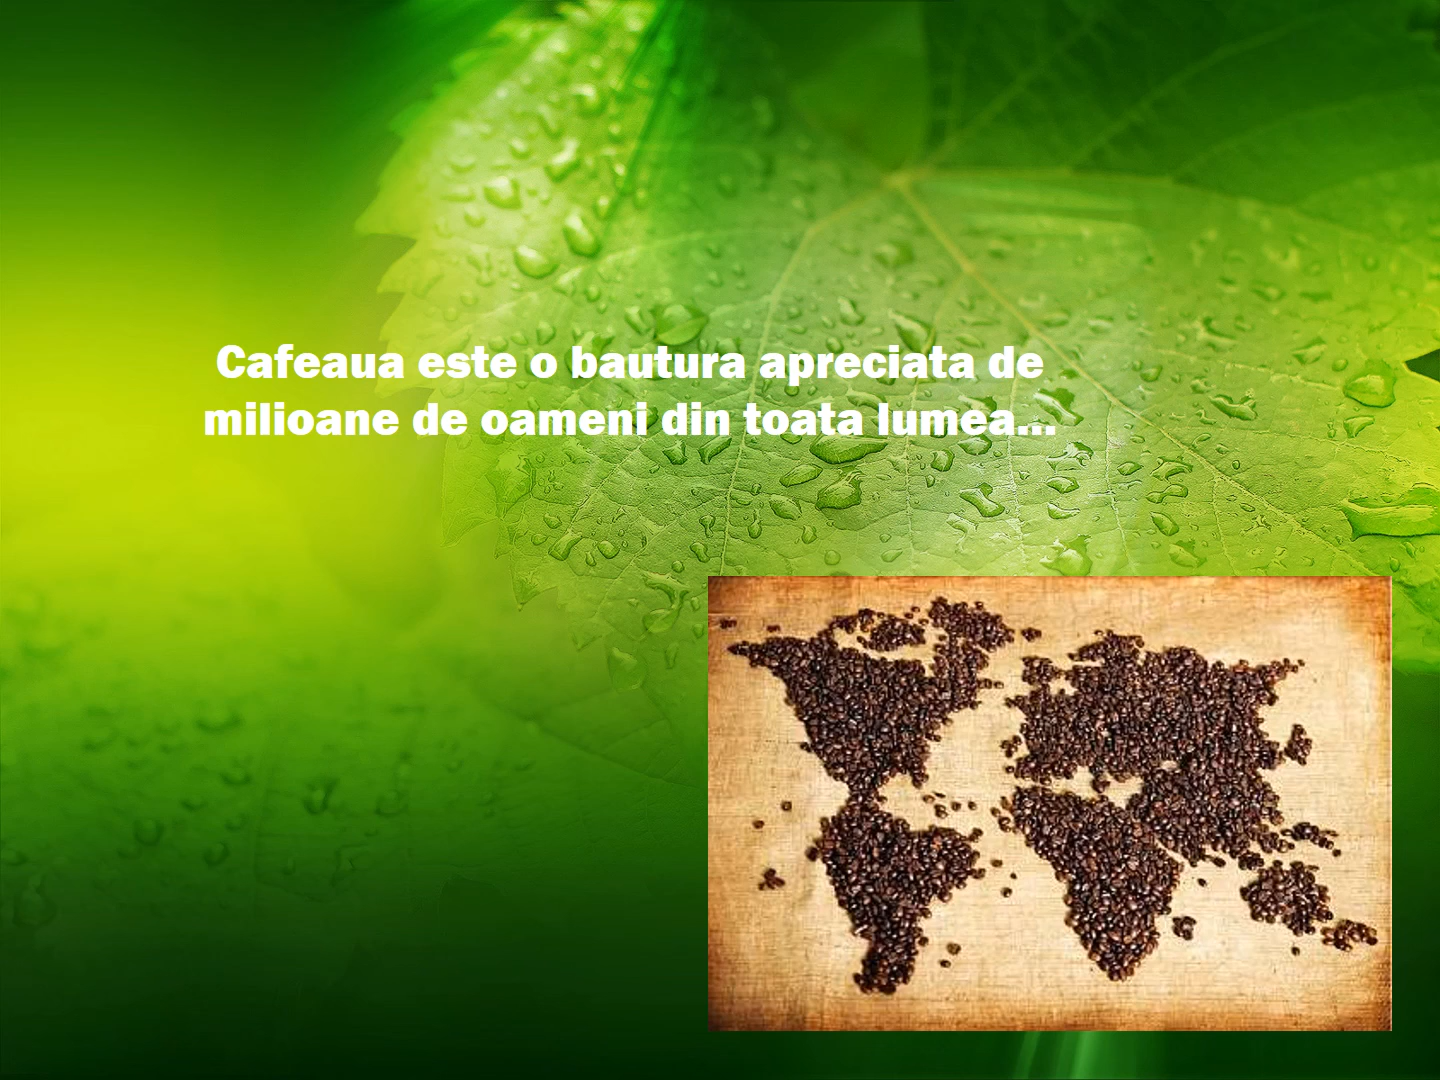 Cafeaua este o bautura apreciata de
milioane de oameni din toata lumea...